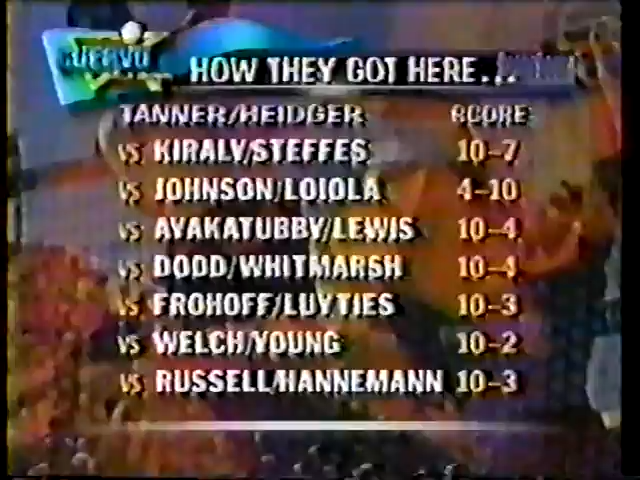 CUERVO
HOW THEY GOT HERE...
TANNER/HEIDGER SCORE
VS KIRALY/STEFFES 10-7
VS JOHNSON/LOIOLA 4-10
VS AYAKATUBBY/LEWIS 10-4
VS DODD/WHITMARSH 10-4
VS FROHOFF/LUYTIES 10-3
VS WELCH/YOUNG 10-2
VS RUSSELL/HANNEMANN 10-3